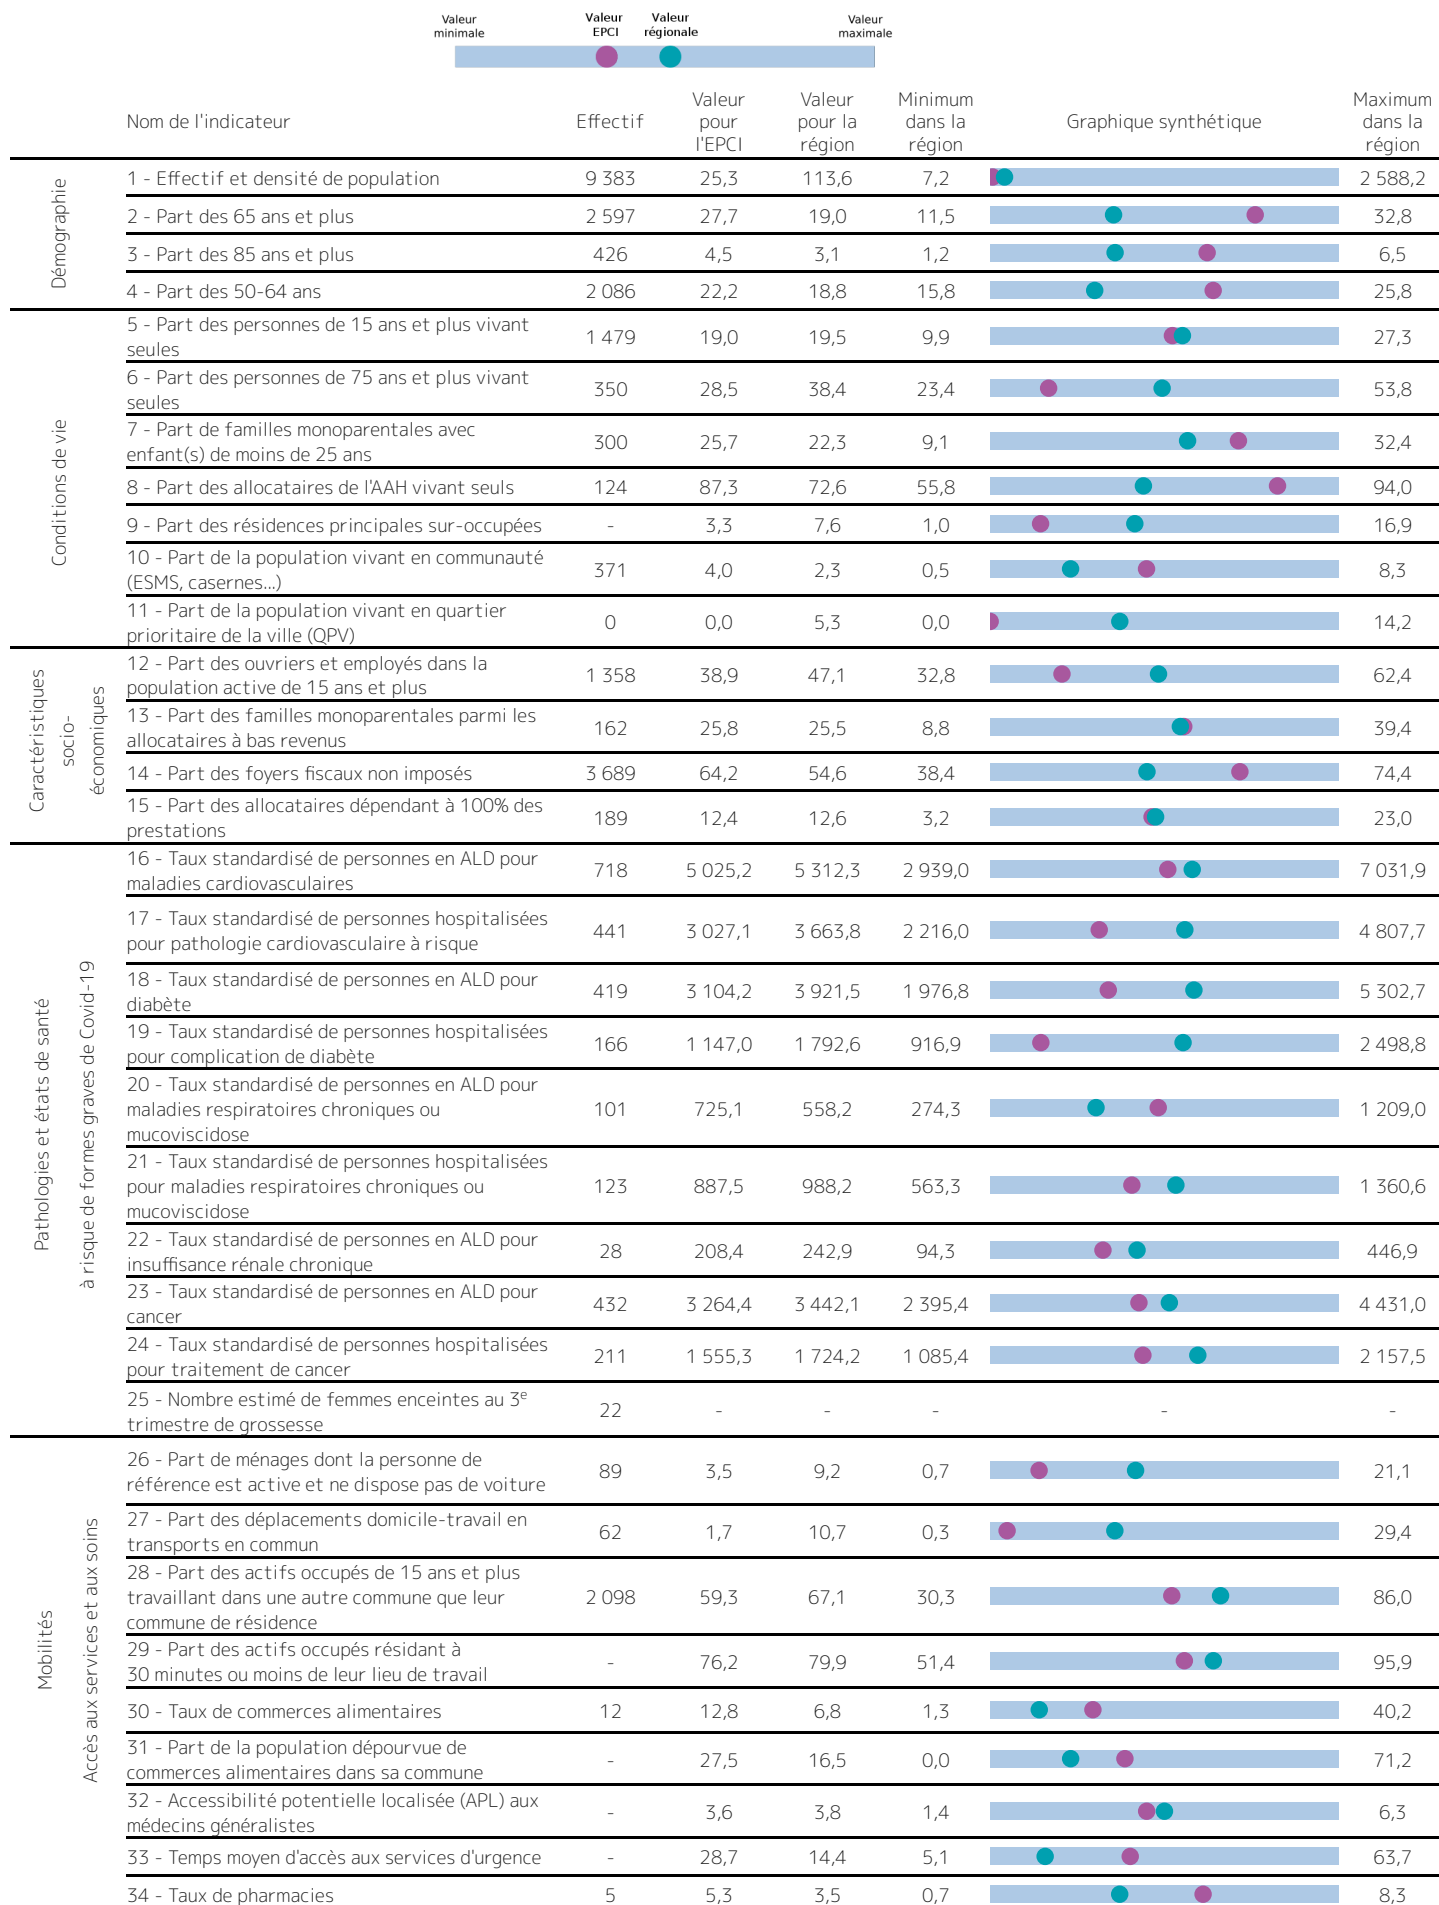 Valeur minimale
Valeur EPCI
Valeur régionale
Valeur maximale
Nom de l'indicateur Effectif Valeur pour l'EPCI Valeur pour la région Minimum dans la région Graphique synthétique Maximum dans la région
Démographie
1 - Effectif et densité de population 9 383 25,3 113,6 7,2 2 588,2
2 - Part des 65 ans et plus 2 597 27,7 19,0 11,5 32,8
3 - Part des 85 ans et plus 426 4,5 3,1 1,2 6,5
4 - Part des 50-64 ans 2 086 22,2 18,8 15,8 25,8
Conditions de vie
5 - Part des personnes de 15 ans et plus vivant
seules 1 479 19,0 19,5 9,9 27,3
6 - Part des personnes de 75 ans et plus vivant
seules 350 28,5 38,4 23,4 53,8
7 - Part de familles monoparentales avec
enfant(s) de moins de 25 ans 300 25,7 22,3 9,1 32,4
8 - Part des allocataires de l'AAH vivant seuls 124 87,3 72,6 55,8 94,0
9 - Part des résidences principales sur-occupées - 3,3 7,6 1,0 16,9
10 - Part de la population vivant en communauté
(ESMS, casernes...) 371 4,0 2,3 0,5 8,3
11 - Part de la population vivant en quartier
prioritaire de la ville (QPV) 0 0,0 5,3 0,0 14,2
Caractéristiques
socio-
économiques
12 - Part des ouvriers et employés dans la
population active de 15 ans et plus 1 358 38,9 47,1 32,8 62,4
13 - Part des familles monoparentales parmi les
allocataires à bas revenus 162 25,8 25,5 8,8 39,4
14 - Part des foyers fiscaux non imposés 3 689 64,2 54,6 38,4 74,4
15 - Part des allocataires dépendant à 100% des
prestations 189 12,4 12,6 3,2 23,0
Pathologies et états de santé
à risque de formes graves de Covid-19
16 - Taux standardisé de personnes en ALD pour
maladies cardiovasculaires 718 5 025,2 5 312,3 2 939,0 7 031,9
17 - Taux standardisé de personnes hospitalisées
pour pathologie cardiovasculaire à risque 441 3 027,1 3 663,8 2 216,0 4 807,7
18 - Taux standardisé de personnes en ALD pour
diabète 419 3 104,2 3 921,5 1 976,8 5 302,7
19 - Taux standardisé de personnes hospitalisées
pour complication de diabète 166 1 147,0 1 792,6 916,9 2 498,8
20 - Taux standardisé de personnes en ALD pour
maladies respiratoires chroniques ou
mucoviscidose 101 725,1 558,2 274,3 1 209,0
21 - Taux standardisé de personnes hospitalisées
pour maladies respiratoires chroniques ou
mucoviscidose 123 887,5 988,2 563,3 1 360,6
22 - Taux standardisé de personnes en ALD pour
insuffisance rénale chronique 28 208,4 242,9 94,3 446,9
23 - Taux standardisé de personnes en ALD pour
cancer 432 3 264,4 3 442,1 2 395,4 4 431,0
24 - Taux standardisé de personnes hospitalisées
pour traitement de cancer 211 1 555,3 1 724,2 1 085,4 2 157,5
25 - Nombre estimé de femmes enceintes au 3e
trimestre de grossesse 22 - - - - -
Mobilités
Accès aux services et aux soins
26 - Part de ménages dont la personne de
référence est active et ne dispose pas de voiture 89 3,5 9,2 0,7 21,1
27 - Part des déplacements domicile-travail en
transports en commun 62 1,7 10,7 0,3 29,4
28 - Part des actifs occupés de 15 ans et plus
travaillant dans une autre commune que leur
commune de résidence 2 098 59,3 67,1 30,3 86,0
29 - Part des actifs occupés résidant à
30 minutes ou moins de leur lieu de travail - 76,2 79,9 51,4 95,9
30 - Taux de commerces alimentaires 12 12,8 6,8 1,3 40,2
31 - Part de la population dépourvue de
commerces alimentaires dans sa commune - 27,5 16,5 0,0 71,2
32 - Accessibilité potentielle localisée (APL) aux
médecins généralistes - 3,6 3,8 1,4 6,3
33 - Temps moyen d'accès aux services d'urgence - 28,7 14,4 5,1 63,7
34 - Taux de pharmacies 5 5,3 3,5 0,7 8,3